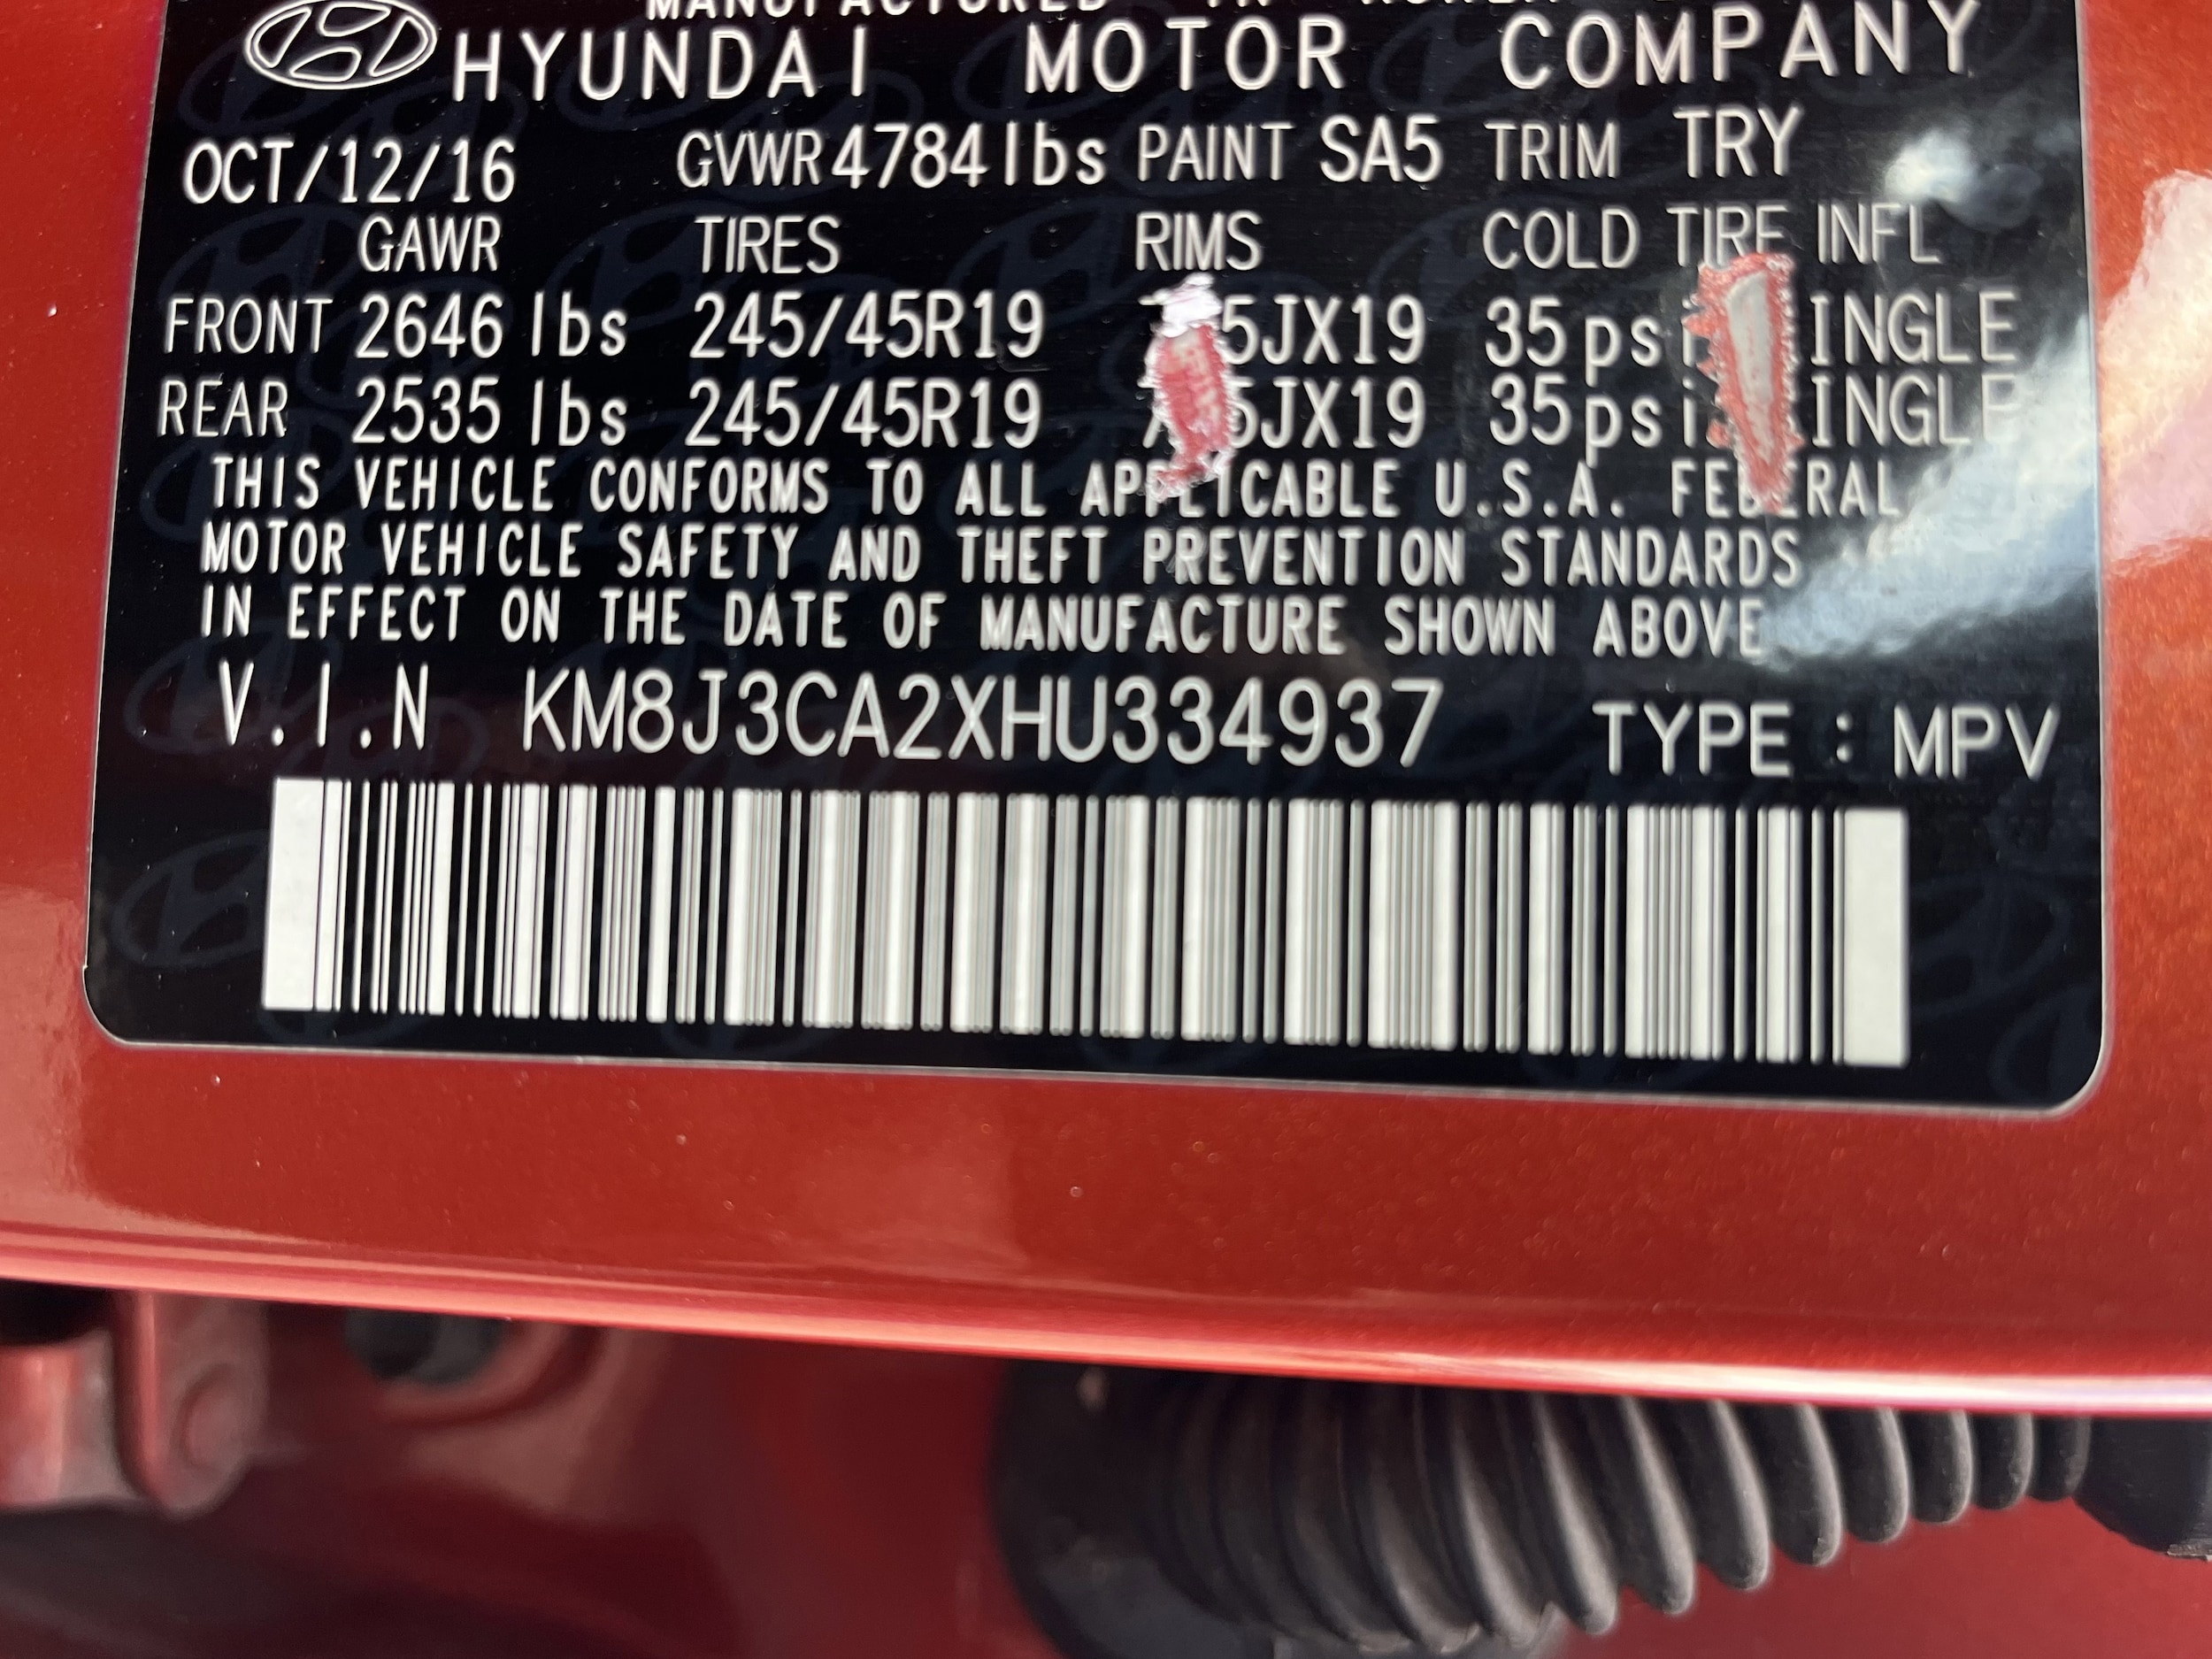 MANUFACTURED IN KOREA
HYUNDAI MOTOR COMPANY
OCT/12/16 GVWR 4784 lbs PAINT SA5 TRIM TRY
GAWR TIRES RIMS COLD TIRE INFL
FRONT 2646 lbs 245/45R19 5JX19 35 psi INGLE
REAR 2535 lbs 245/45R19 5JX19 35 psi INGLE
THIS VEHICLE CONFORMS TO ALL APPLICABLE U.S.A. FEDERAL
MOTOR VEHICLE SAFETY AND THEFT PREVENTION STANDARDS
IN EFFECT ON THE DATE OF MANUFACTURE SHOWN ABOVE
V.I.N KM8J3CA2XHU334937 TYPE : MPV